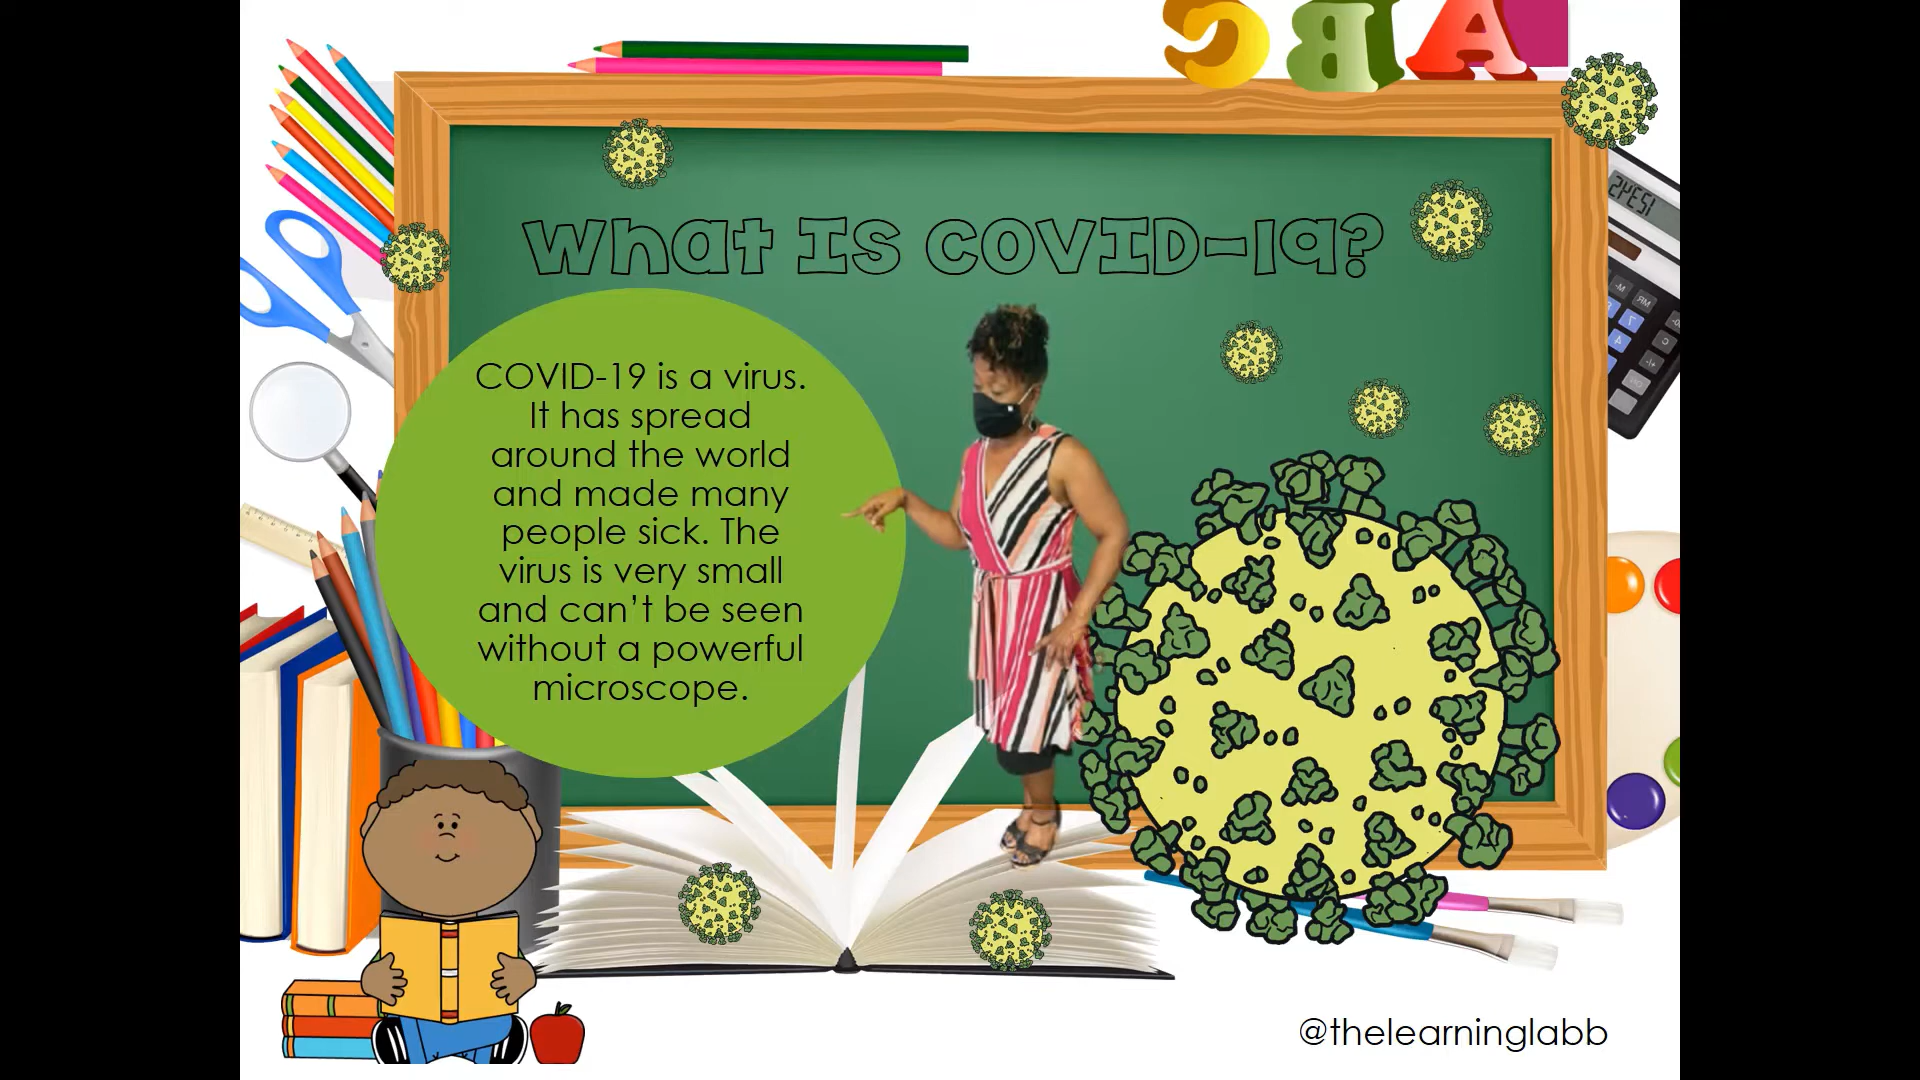 CBA
What Is COVID-19?
COVID-19 is a virus.
It has spread
around the world
and made many
people sick. The
virus is very small
and can't be seen
without a powerful
microscope.
@thelearninglabb